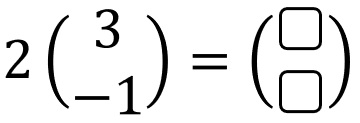 2 (3 / −1) = (□ / □)